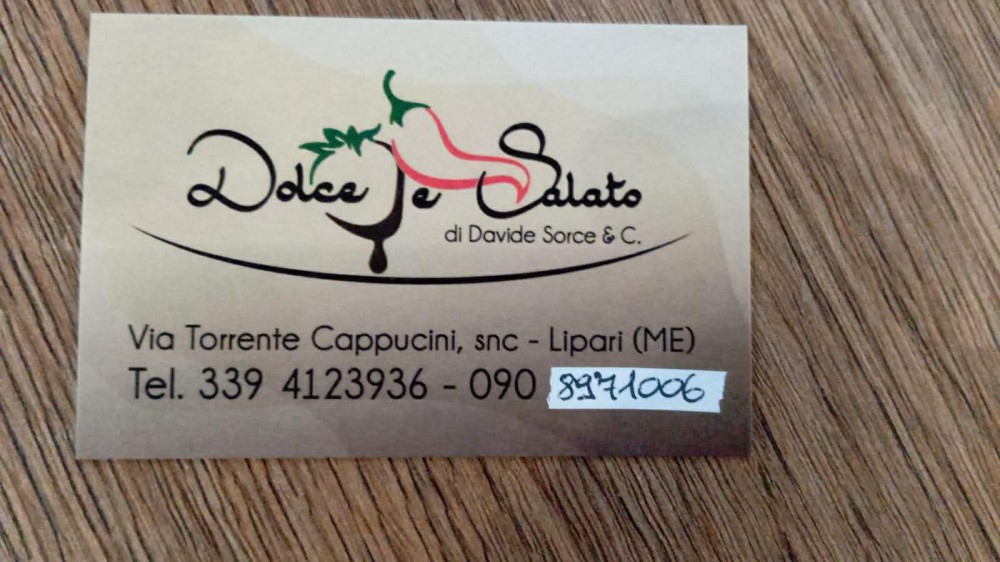 Dolce e Salato
di Davide Sorce & C.
Via Torrente Cappucini, snc - Lipari (ME)
Tel. 339 4123936 - 090 8971006